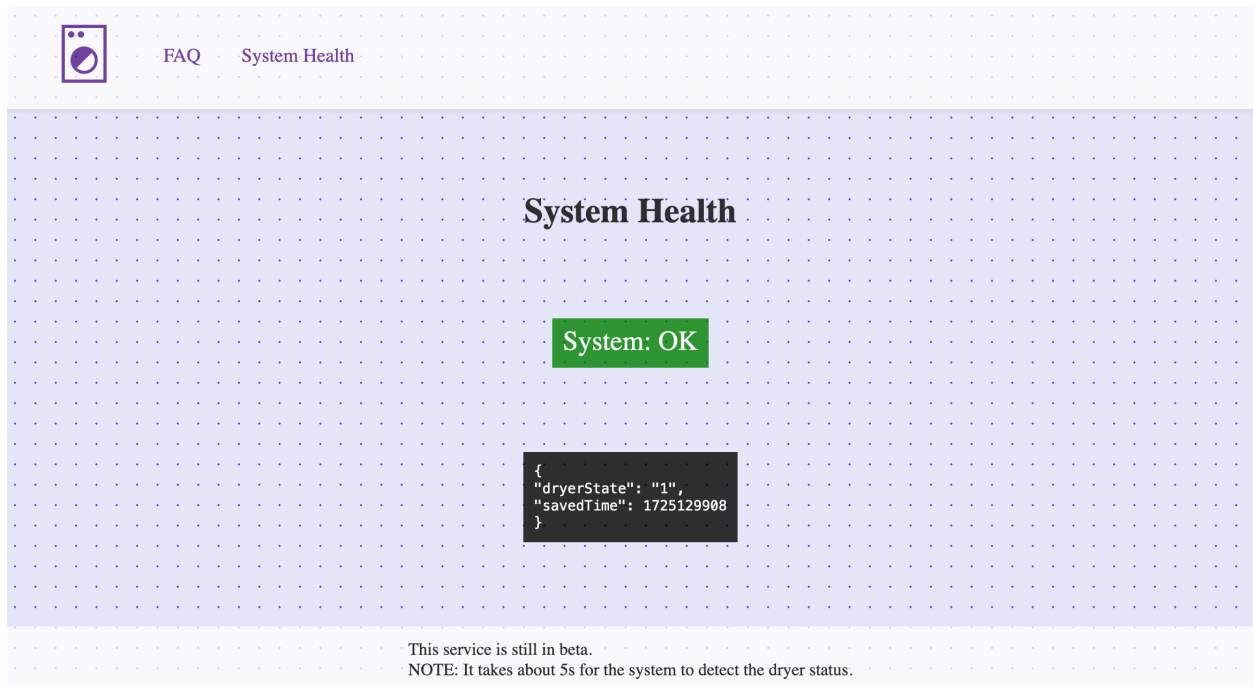 FAQ System Health
System Health
System: OK
{
"dryerState": "1",
"savedTime": 1725129908
}
This service is still in beta.
NOTE: It takes about 5s for the system to detect the dryer status.